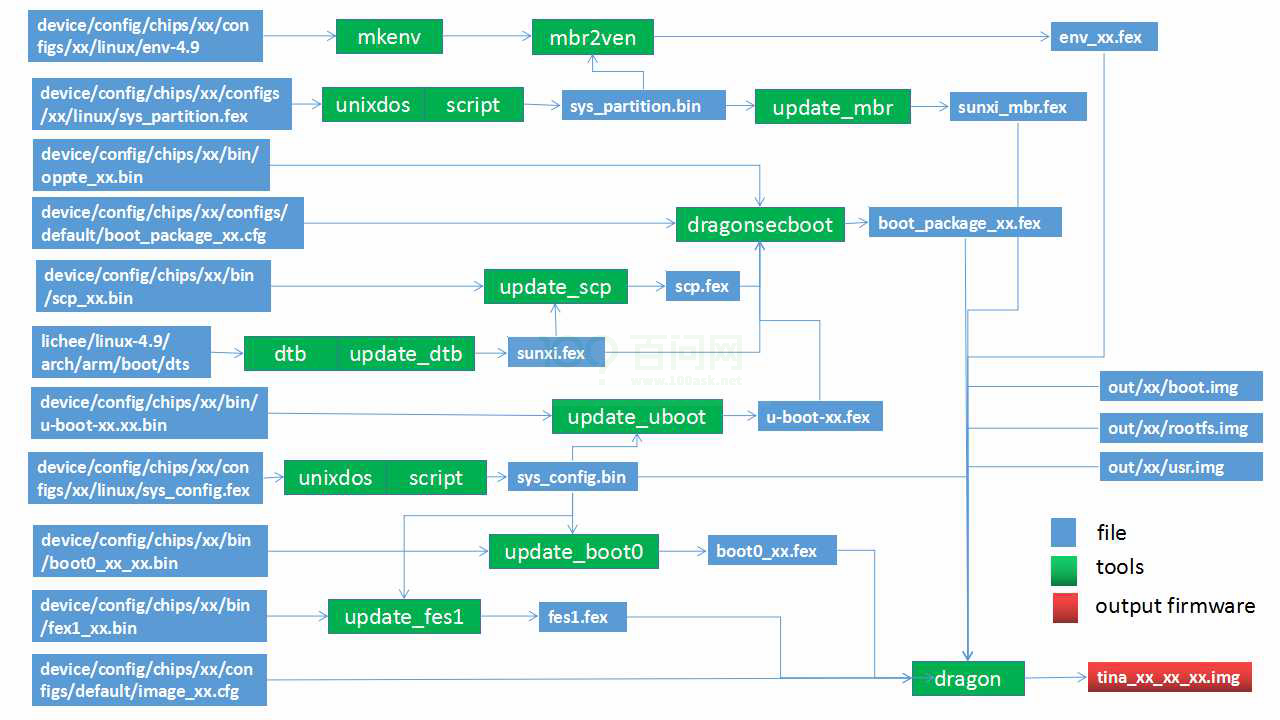 device/config/chips/xx/con
figs/xx/linux/env-4.9
mkenv
mbr2ven
env_xx.fex
device/config/chips/xx/configs
/xx/linux/sys_partition.fex
unixdos
script
sys_partition.bin
update_mbr
sunxi_mbr.fex
device/config/chips/xx/bin/
oppte_xx.bin
device/config/chips/xx/configs/
default/boot_package_xx.cfg
dragonsecboot
boot_package_xx.fex
device/config/chips/xx/bin
/scp_xx.bin
update_scp
scp.fex
lichee/linux-4.9/
arch/arm/boot/dts
dtb
update_dtb
sunxi.fex
百问网
www.100ask.net
out/xx/boot.img
device/config/chips/xx/bin/
u-boot-xx.xx.bin
update_uboot
u-boot-xx.fex
out/xx/rootfs.img
device/config/chips/xx/con
figs/xx/linux/sys_config.fex
unixdos
script
sys_config.bin
out/xx/usr.img
device/config/chips/xx/bin
/boot0_xx_xx.bin
update_boot0
boot0_xx.fex
file
tools
output firmware
device/config/chips/xx/bin
/fex1_xx.bin
update_fes1
fes1.fex
device/config/chips/xx/con
figs/default/image_xx.cfg
dragon
tina_xx_xx_xx.img